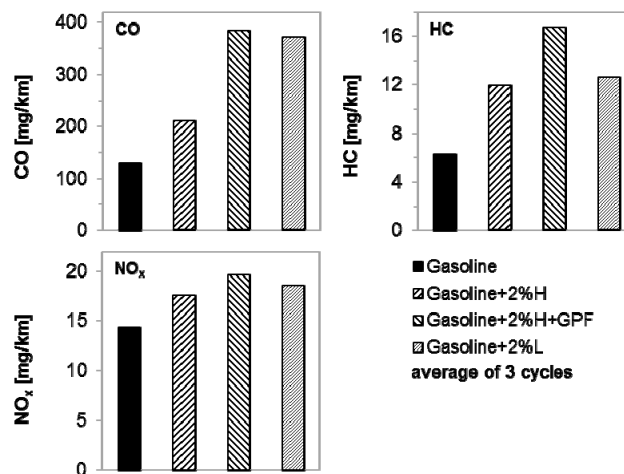 CO
CO [mg/km]
400
300
200
100
0
HC
HC [mg/km]
16
12
8
4
0
NOx
NOx [mg/km]
20
15
10
5
0
Gasoline
Gasoline+2%H
Gasoline+2%H+GPF
Gasoline+2%L
average of 3 cycles